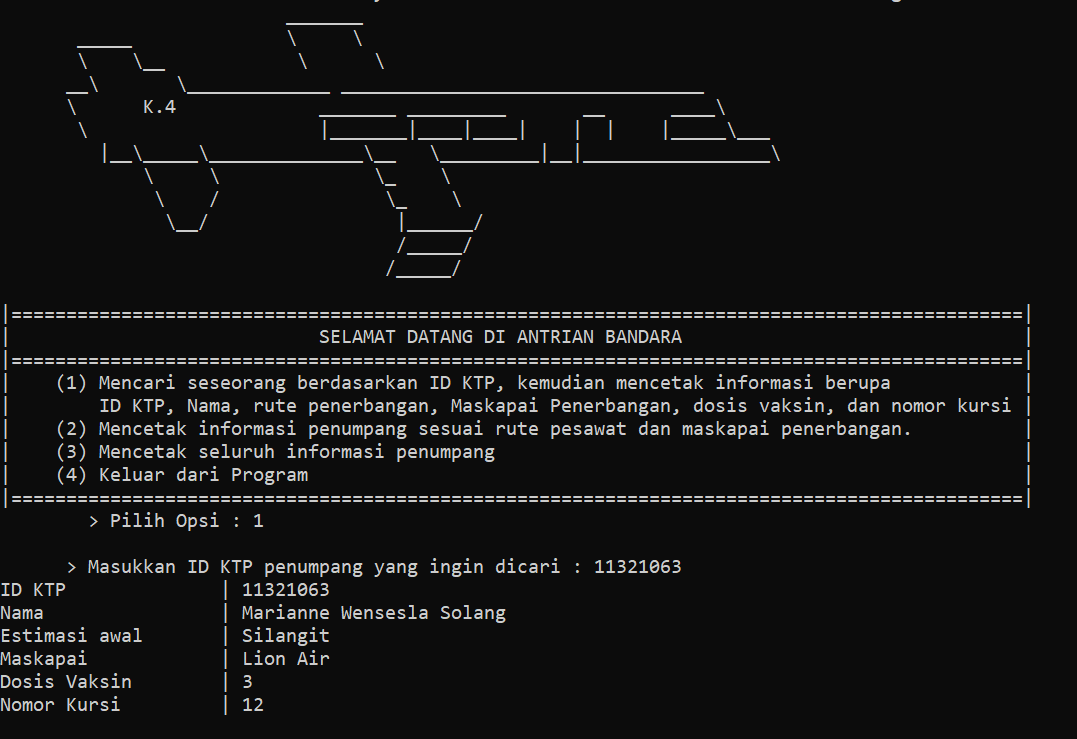 K.4
SELAMAT DATANG DI ANTRIAN BANDARA
(1) Mencari seseorang berdasarkan ID KTP, kemudian mencetak informasi berupa
ID KTP, Nama, rute penerbangan, Maskapai Penerbangan, dosis vaksin, dan nomor kursi
(2) Mencetak informasi penumpang sesuai rute pesawat dan maskapai penerbangan.
(3) Mencetak seluruh informasi penumpang
(4) Keluar dari Program
> Pilih Opsi : 1
> Masukkan ID KTP penumpang yang ingin dicari : 11321063
ID KTP | 11321063
Nama | Marianne Wensesla Solang
Estimasi awal | Silangit
Maskapai | Lion Air
Dosis Vaksin | 3
Nomor Kursi | 12